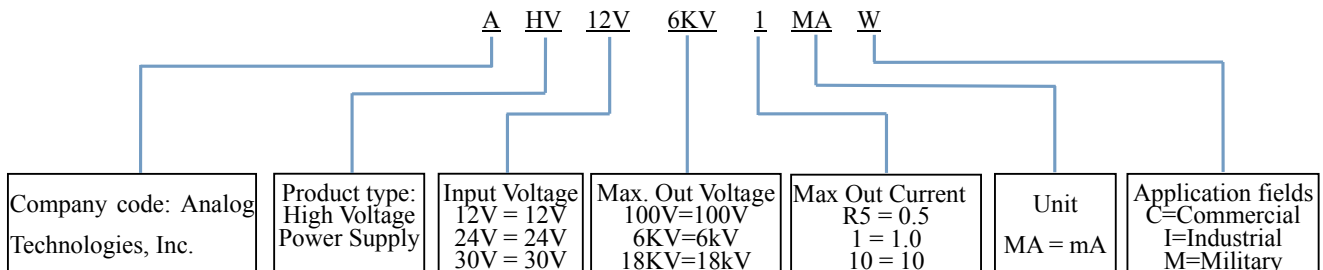 A HV 12V 6KV 1 MA W
Company code: Analog
Technologies, Inc.
Product type:
High Voltage
Power Supply
Input Voltage
12V = 12V
24V = 24V
30V = 30V
Max. Out Voltage
100V=100V
6KV=6kV
18KV=18kV
Max Out Current
R5 = 0.5
1 = 1.0
10 = 10
Unit
MA = mA
Application fields
C=Commercial
I=Industrial
M=Military